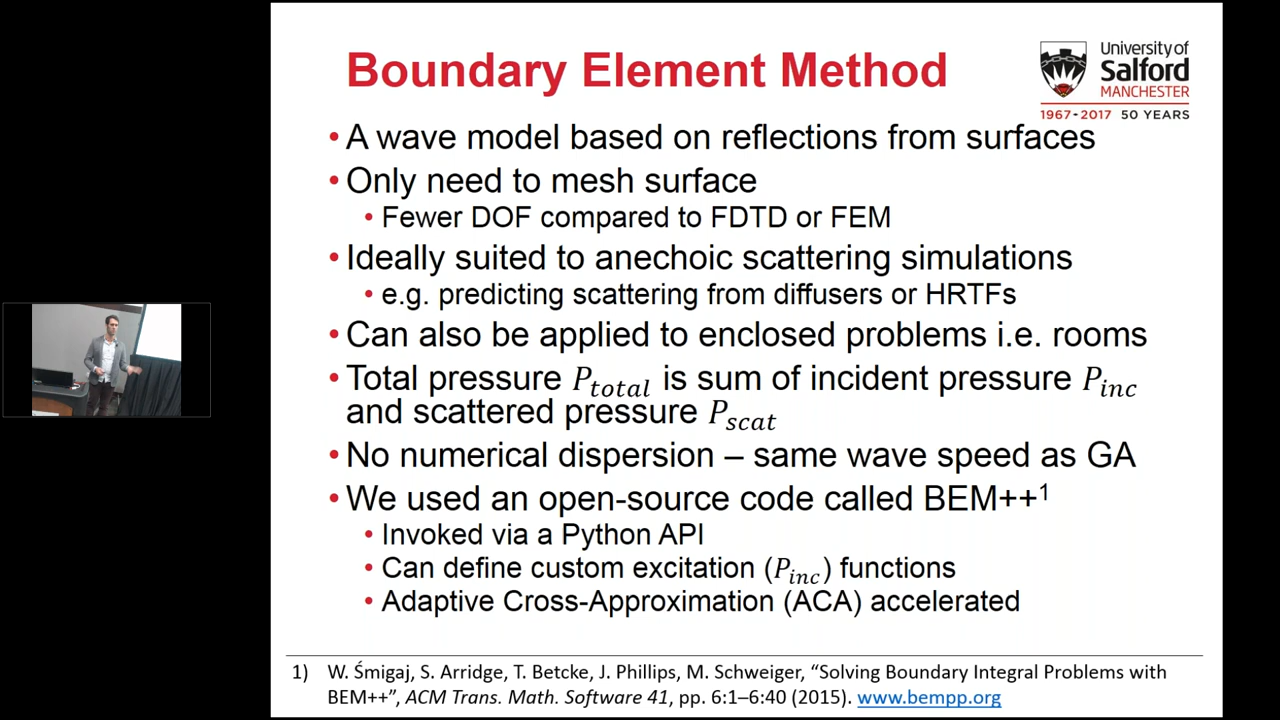 Boundary Element Method
University of
Salford
MANCHESTER
1967-2017 50 YEARS
• A wave model based on reflections from surfaces
• Only need to mesh surface
• Fewer DOF compared to FDTD or FEM
• Ideally suited to anechoic scattering simulations
• e.g. predicting scattering from diffusers or HRTFs
• Can also be applied to enclosed problems i.e. rooms
• Total pressure P_total is sum of incident pressure P_inc
and scattered pressure P_scat
• No numerical dispersion – same wave speed as GA
• We used an open-source code called BEM++¹
• Invoked via a Python API
• Can define custom excitation (P_inc) functions
• Adaptive Cross-Approximation (ACA) accelerated
1) W. Śmigaj, S. Arridge, T. Betcke, J. Phillips, M. Schweiger, “Solving Boundary Integral Problems with
BEM++”, ACM Trans. Math. Software 41, pp. 6:1–6:40 (2015). www.bempp.org